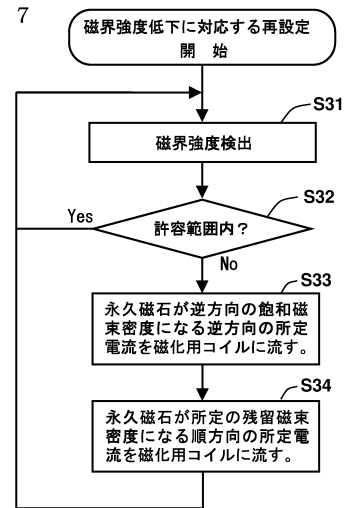 7
磁界強度低下に対応する再設定
開 始
S31
磁界強度検出
S32
許容範囲内？
Yes
No
S33
永久磁石が逆方向の飽和磁
束密度になる逆方向の所定
電流を磁化用コイルに流す。
S34
永久磁石が所定の残留磁束
密度になる順方向の所定電
流を磁化用コイルに流す。